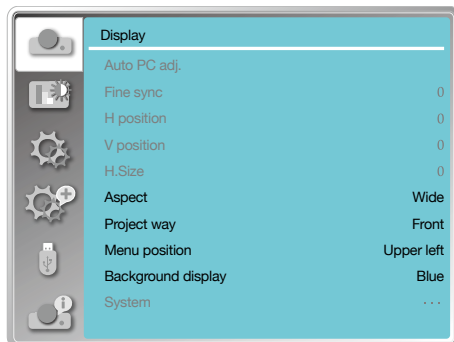 Display
Auto PC adj.
Fine sync 0
H position 0
V position 0
H.Size 0
Aspect Wide
Project way Front
Menu position Upper left
Background display Blue
System ...